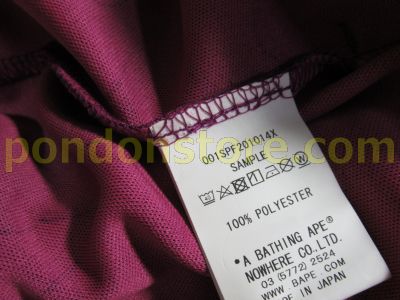 001SPF201014X
SAMPLE
pondonstore.com
100% POLYESTER
* A BATHING APE®
NOWHERE CO.,LTD.
03 (5772) 2524
WWW.BAPE.COM
IN JAPAN